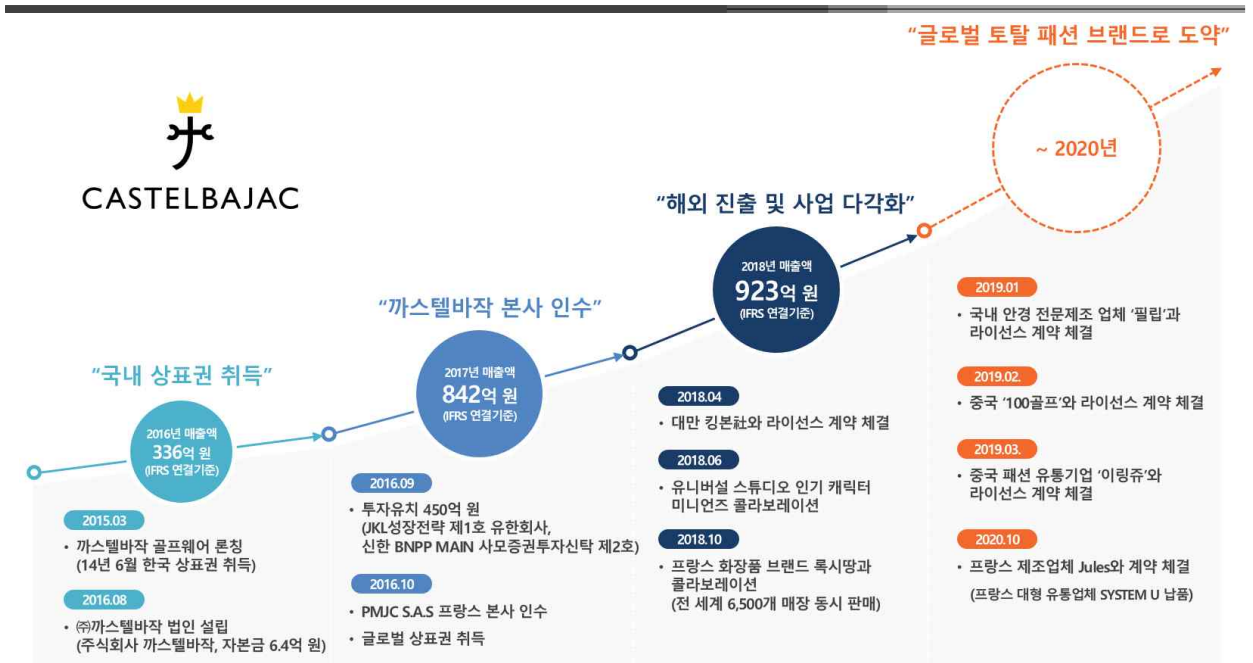 CASTELBAJAC
“국내 상표권 취득”
2016년 매출액
336억 원
(IFRS 연결기준)
2015.03
• 까스텔바작 골프웨어 론칭
(14년 6월 한국 상표권 취득)
2016.08
• ㈜까스텔바작 법인 설립
(주식회사 까스텔바작, 자본금 6.4억 원)
“까스텔바작 본사 인수”
2017년 매출액
842억 원
(IFRS 연결기준)
2016.09
• 투자유치 450억 원
(JKL성장전략 제1호 유한회사,
신한 BNPP MAIN 사모증권투자신탁 제2호)
2016.10
• PMJC S.A.S 프랑스 본사 인수
• 글로벌 상표권 취득
“해외 진출 및 사업 다각화”
2018년 매출액
923억 원
(IFRS 연결기준)
2018.04
• 대만 킹본社와 라이선스 계약 체결
2018.06
• 유니버설 스튜디오 인기 캐릭터
미니언즈 콜라보레이션
2018.10
• 프랑스 화장품 브랜드 록시땅과
콜라보레이션
(전 세계 6,500개 매장 동시 판매)
“글로벌 토탈 패션 브랜드로 도약”
~ 2020년
2019.01
• 국내 안경 전문제조 업체 ‘필립’과
라이선스 계약 체결
2019.02.
• 중국 ‘100골프’와 라이선스 계약 체결
2019.03.
• 중국 패션 유통기업 ‘이링쥬’와
라이선스 계약 체결
2020.10
• 프랑스 제조업체 Jules와 계약 체결
(프랑스 대형 유통업체 SYSTEM U 납품)